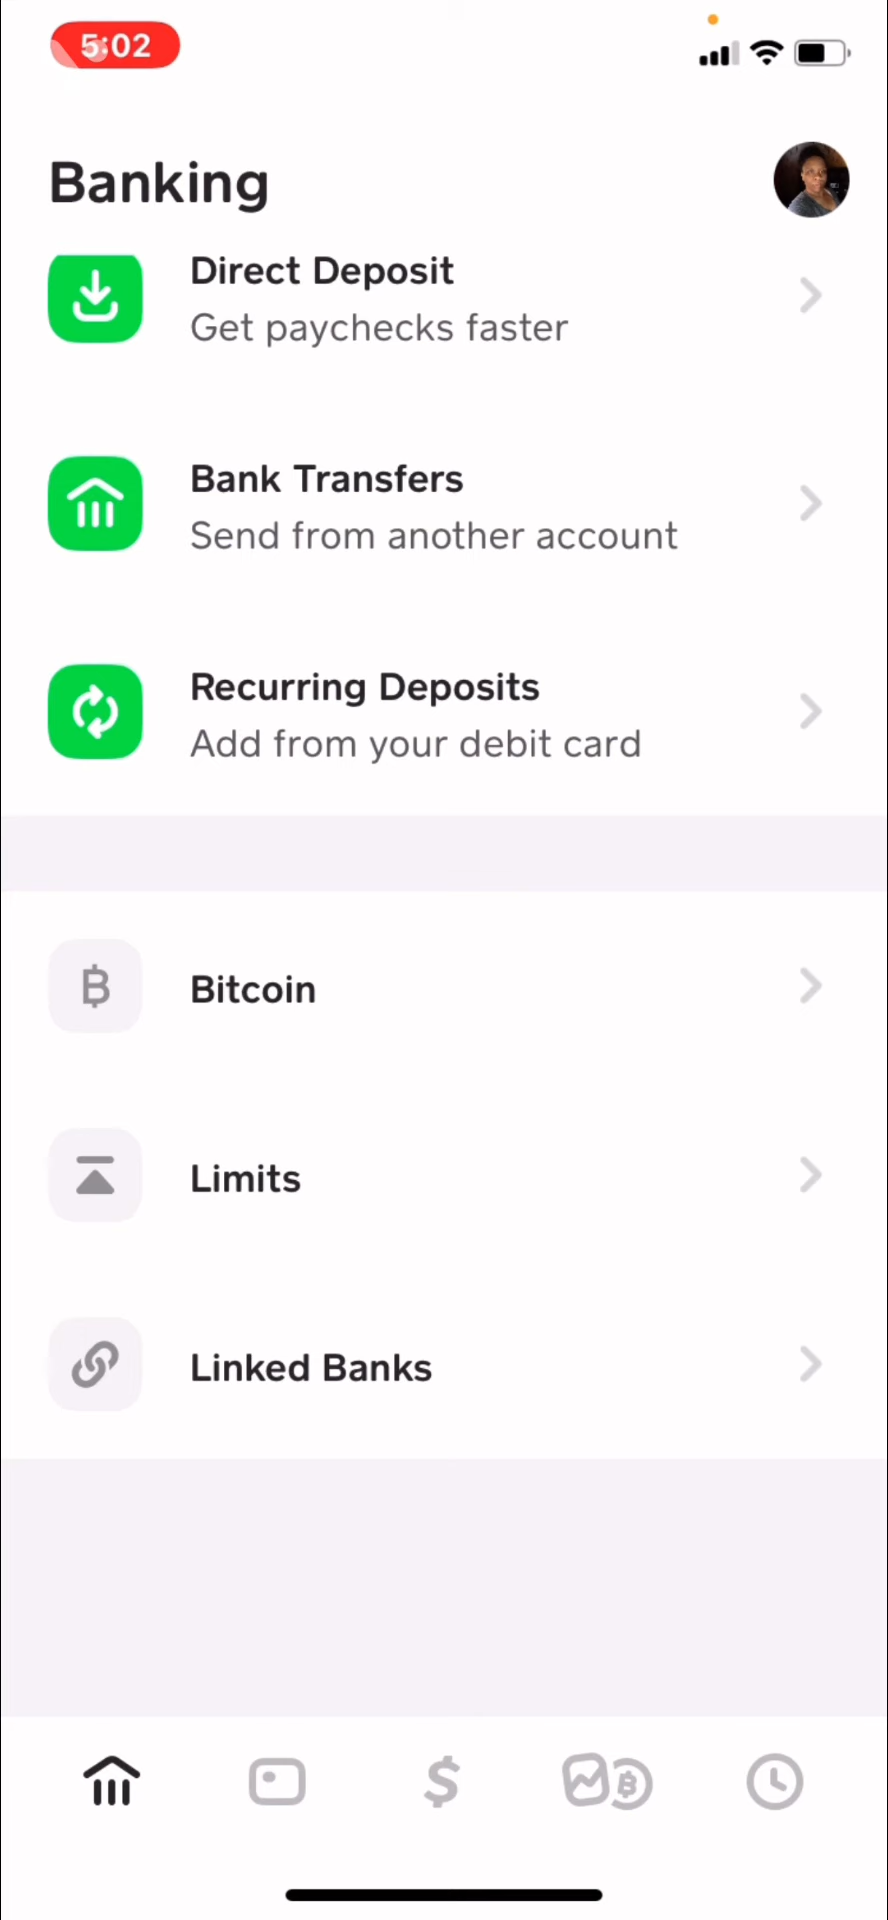 5:02
Banking
Direct Deposit
Get paychecks faster
Bank Transfers
Send from another account
Recurring Deposits
Add from your debit card
Bitcoin
Limits
Linked Banks